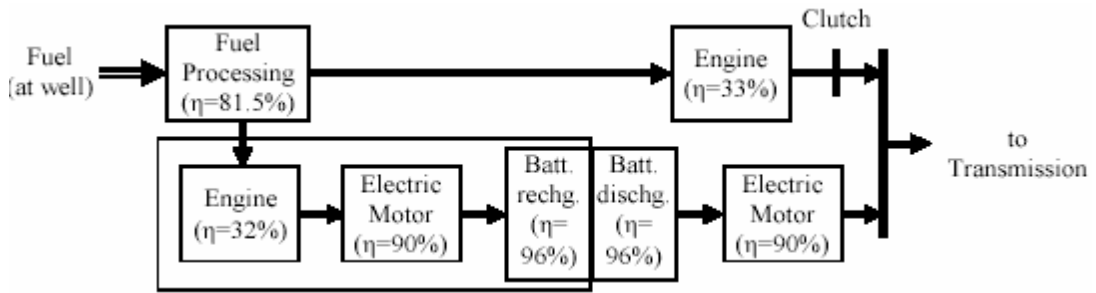 Fuel
(at well)
Fuel
Processing
(η=81.5%)
Engine
(η=33%)
Clutch
to
Transmission
Engine
(η=32%)
Electric
Motor
(η=90%)
Batt.
rechg.
(η=
96%)
Batt.
dischg.
(η=
96%)
Electric
Motor
(η=90%)